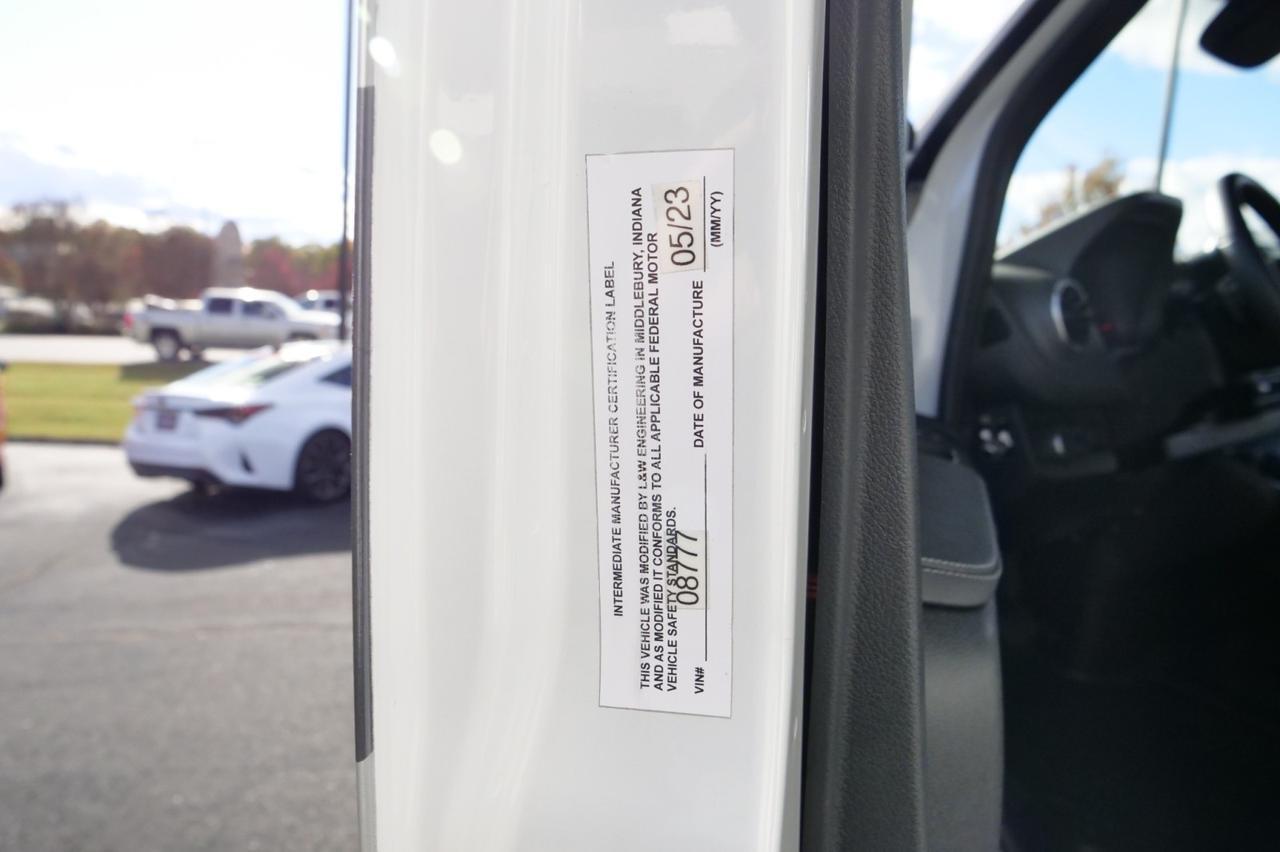 INTERMEDIATE MANUFACTURER CERTIFICATION LABEL
THIS VEHICLE WAS MODIFIED BY L&W ENGINEERING IN MIDDLEBURY, INDIANA
AND AS MODIFIED IT CONFORMS TO ALL APPLICABLE FEDERAL MOTOR
VEHICLE SAFETY STANDARDS.
VIN# 08777 DATE OF MANUFACTURE 05/23
(MM/YY)